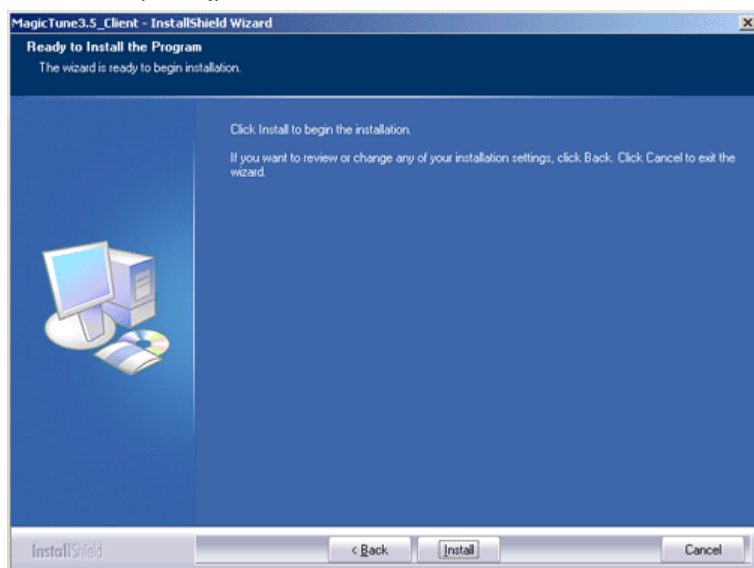 MagicTune3.5_Client - InstallShield Wizard
Ready to Install the Program
The wizard is ready to begin installation.
Click Install to begin the installation.
If you want to review or change any of your installation settings, click Back. Click Cancel to exit the
wizard.
InstallShield
< Back
Install
Cancel